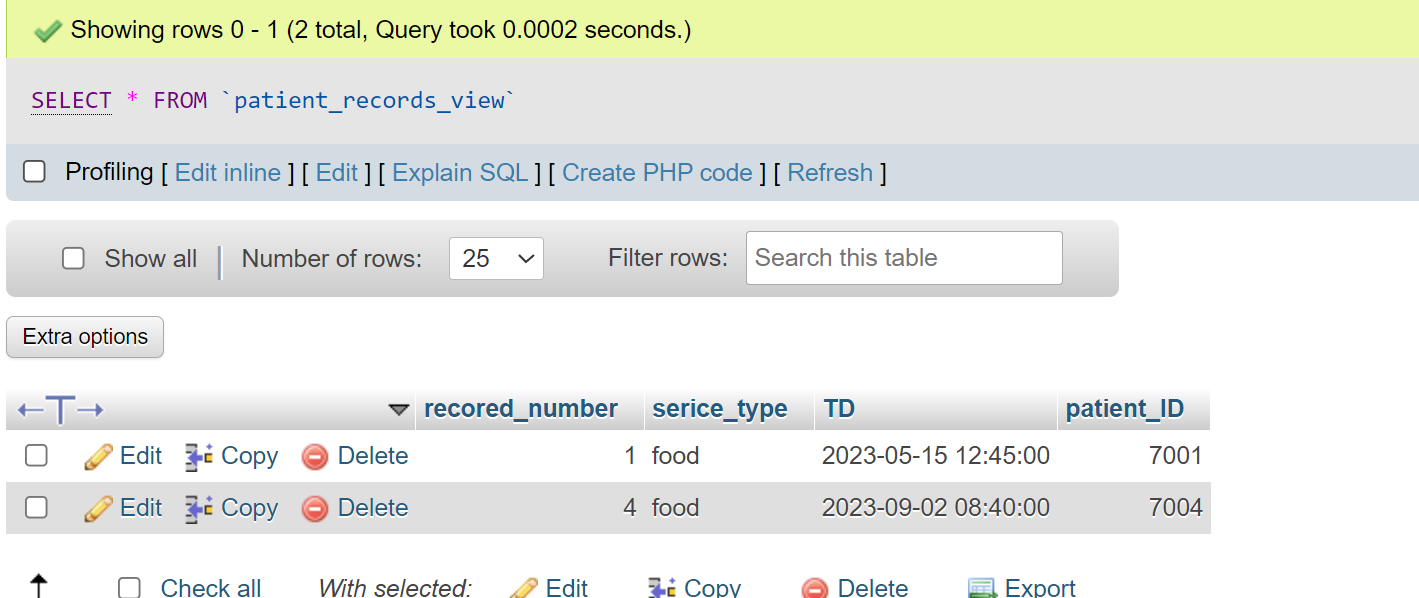 Showing rows 0 - 1 (2 total, Query took 0.0002 seconds.)
SELECT * FROM `patient_records_view`
Profiling [ Edit inline ] [ Edit ] [ Explain SQL ] [ Create PHP code ] [ Refresh ]
Show all Number of rows: 25 Filter rows: Search this table
Extra options
recored_number serice_type TD patient_ID
Edit Copy Delete 1 food 2023-05-15 12:45:00 7001
Edit Copy Delete 4 food 2023-09-02 08:40:00 7004
Check all With selected: Edit Copy Delete Export